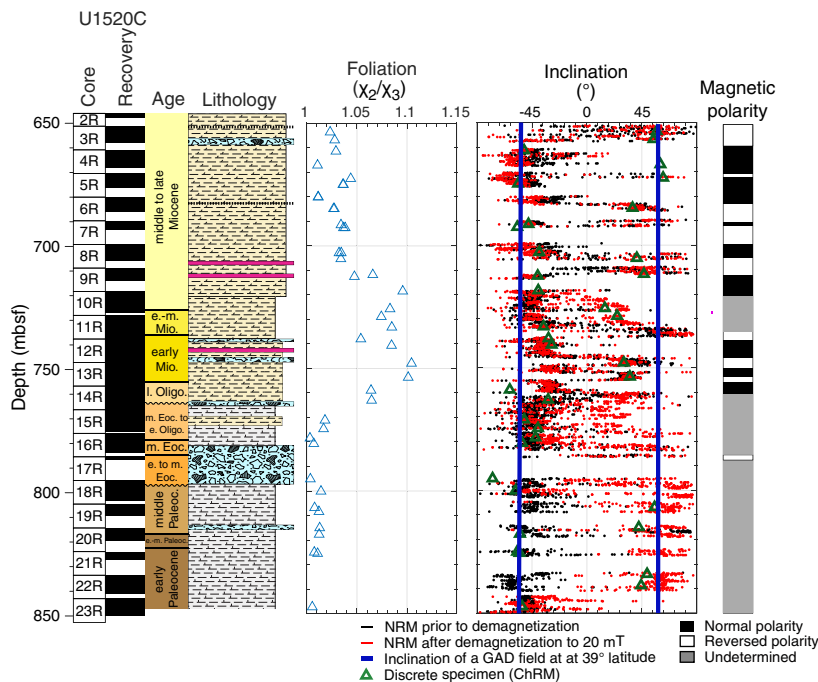 U1520C
Core
Recovery
Age
Lithology
Foliation
(χ2/χ3)
1 1.05 1.1 1.15
Inclination
(°)
-45 0 45
Magnetic
polarity
Depth (mbsf)
650
700
750
800
850
2R
3R
4R
5R
6R
7R
8R
9R
10R
11R
12R
13R
14R
15R
16R
17R
18R
19R
20R
21R
22R
23R
middle to late
Miocene
e.-m.
Mio.
early
Mio.
l. Oligo.
m. Eoc. to
e. Oligo.
m. Eoc.
e. to m.
Eoc.
middle
Paleoc.
e.-m. Paleoc.
early
Paleocene
NRM prior to demagnetization
NRM after demagnetization to 20 mT
Inclination of a GAD field at at 39° latitude
Discrete specimen (ChRM)
Normal polarity
Reversed polarity
Undetermined